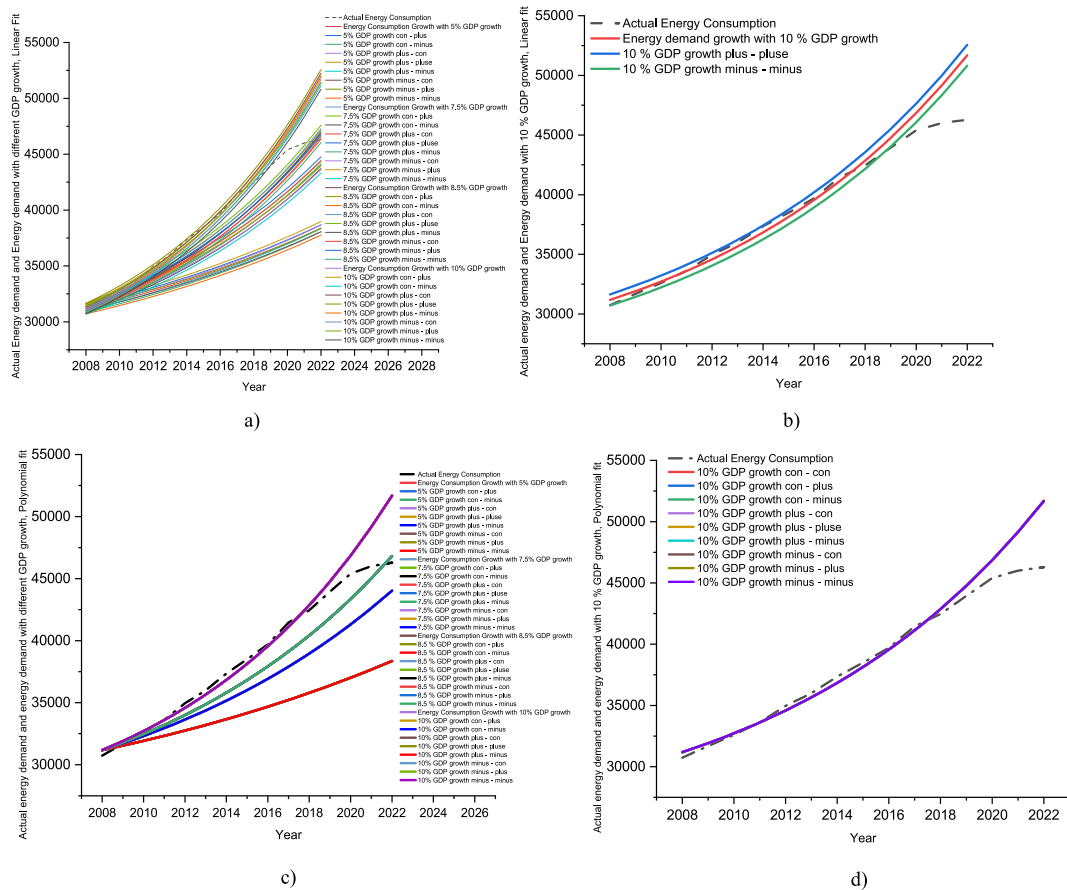 Actual Energy demand and Energy demand with different GDP growth, Linear Fit
55000
50000
45000
40000
35000
30000
2008 2010 2012 2014 2016 2018 2020 2022 2024 2026 2028
Year
Actual Energy Consumption
Energy Consumption Growth with 5% GDP growth
5% GDP growth con - plus
5% GDP growth con - minus
5% GDP growth plus - con
5% GDP growth plus - pluse
5% GDP growth plus - minus
5% GDP growth minus - con
5% GDP growth minus - plus
5% GDP growth minus - minus
Energy Consumption Growth with 7,5% GDP growth
7,5% GDP growth con - plus
7,5% GDP growth con - minus
7,5% GDP growth plus - con
7,5% GDP growth plus - pluse
7,5% GDP growth plus - minus
7,5% GDP growth minus - con
7,5% GDP growth minus - plus
7,5% GDP growth minus - minus
Energy Consumption Growth with 8.5% GDP growth
8.5% GDP growth con - plus
8.5% GDP growth con - minus
8.5% GDP growth plus - con
8.5% GDP growth plus - pluse
8.5% GDP growth plus - minus
8.5% GDP growth minus - con
8.5% GDP growth minus - plus
8.5% GDP growth minus - minus
Energy Consumption Growth with 10% GDP growth
10% GDP growth con - plus
10% GDP growth con - minus
10% GDP growth plus - con
10% GDP growth plus - pluse
10% GDP growth plus - minus
10% GDP growth minus - con
10% GDP growth minus - plus
10% GDP growth minus - minus
a)
Actual energy demand and Energy demand with 10 % GDP growth, Linear Fit
55000
50000
45000
40000
35000
30000
2008 2010 2012 2014 2016 2018 2020 2022
Year
Actual Energy Consumption
Energy demand growth with 10 % GDP growth
10 % GDP growth plus - pluse
10 % GDP growth minus - minus
b)
Actual energy demand and energy demand with different GDP growth, Polynomial fit
55000
50000
45000
40000
35000
30000
2008 2010 2012 2014 2016 2018 2020 2022 2024 2026
Year
Actual Energy Consumption
Energy Consumption Growth with 5% GDP growth
5% GDP growth con - plus
5% GDP growth con - minus
5% GDP growth plus - con
5% GDP growth plus - pluse
5% GDP growth plus - minus
5% GDP growth minus - con
5% GDP growth minus - plus
5% GDP growth minus - minus
Energy Consumption Growth with 7.5% GDP growth
7.5% GDP growth con - plus
7.5% GDP growth con - minus
7.5% GDP growth plus - con
7.5% GDP growth plus - pluse
7.5% GDP growth plus - minus
7.5% GDP growth minus - con
7.5% GDP growth minus - plus
7.5% GDP growth minus - minus
Energy Consumption Growth with 8.5% GDP growth
8.5 % GDP growth con - plus
8.5 % GDP growth con - minus
8.5 % GDP growth plus - con
8.5 % GDP growth plus - pluse
8.5 % GDP growth plus - minus
8.5 % GDP growth minus - con
8.5 % GDP growth minus - plus
8.5 % GDP growth minus - minus
Energy Consumption Growth with 10% GDP growth
10% GDP growth con - plus
10% GDP growth con - minus
10% GDP growth plus - con
10% GDP growth plus - pluse
10% GDP growth plus - minus
10% GDP growth minus - con
10% GDP growth minus - plus
10% GDP growth minus - minus
c)
Actual energy demand and energy demand with 10 % GDP growth, Polynomial fit
55000
50000
45000
40000
35000
30000
2008 2010 2012 2014 2016 2018 2020 2022
Year
Actual Energy Consumption
10% GDP growth con - con
10% GDP growth con - plus
10% GDP growth con - minus
10% GDP growth plus - con
10% GDP growth plus - pluse
10% GDP growth plus - minus
10% GDP growth minus - con
10% GDP growth minus - plus
10% GDP growth minus - minus
d)